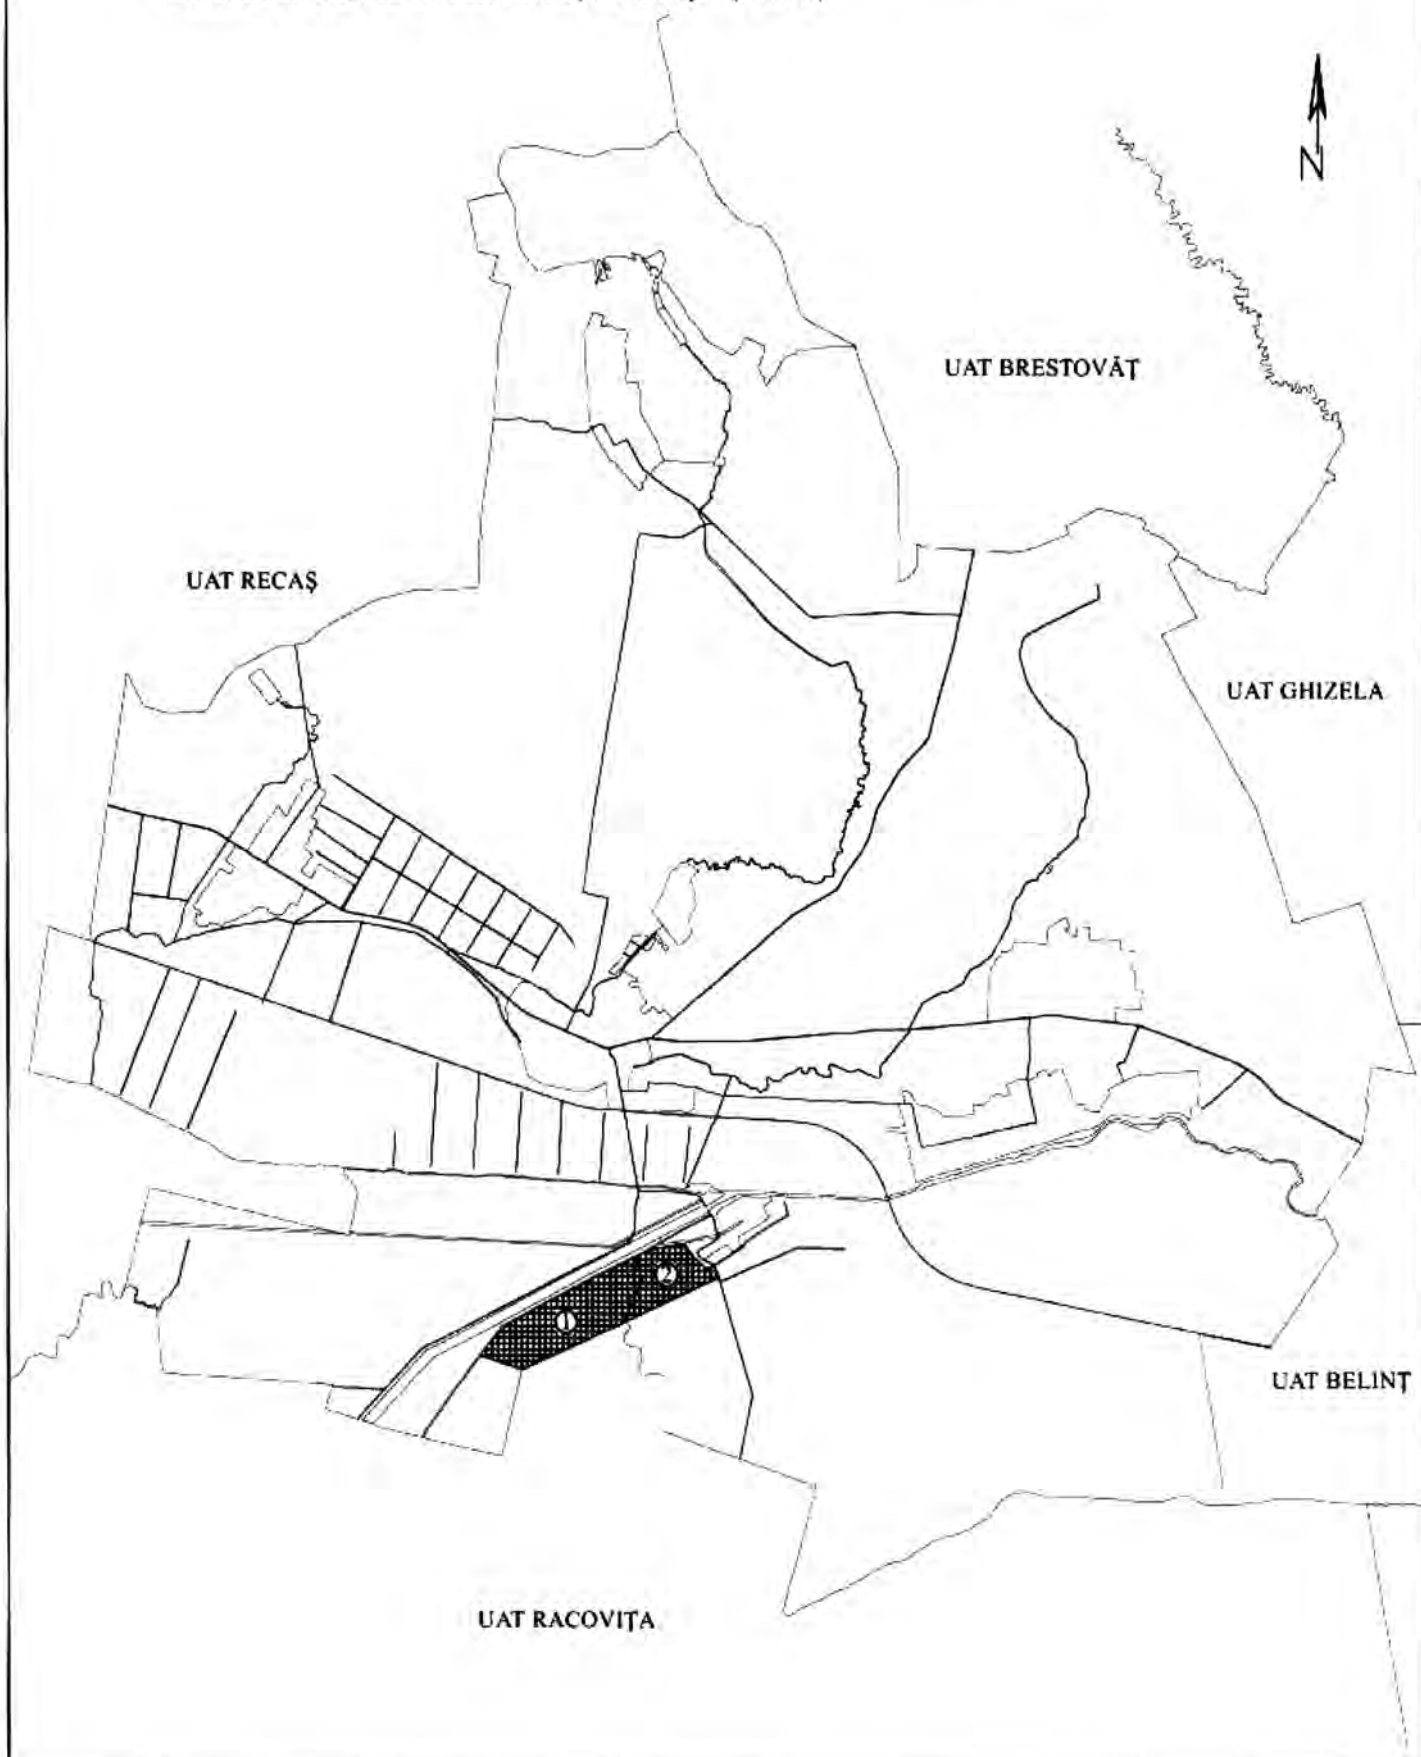 N
UAT BRESTOVĂȚ
UAT RECAȘ
UAT GHIZELA
2
1
UAT BELINȚ
UAT RACOVIȚA